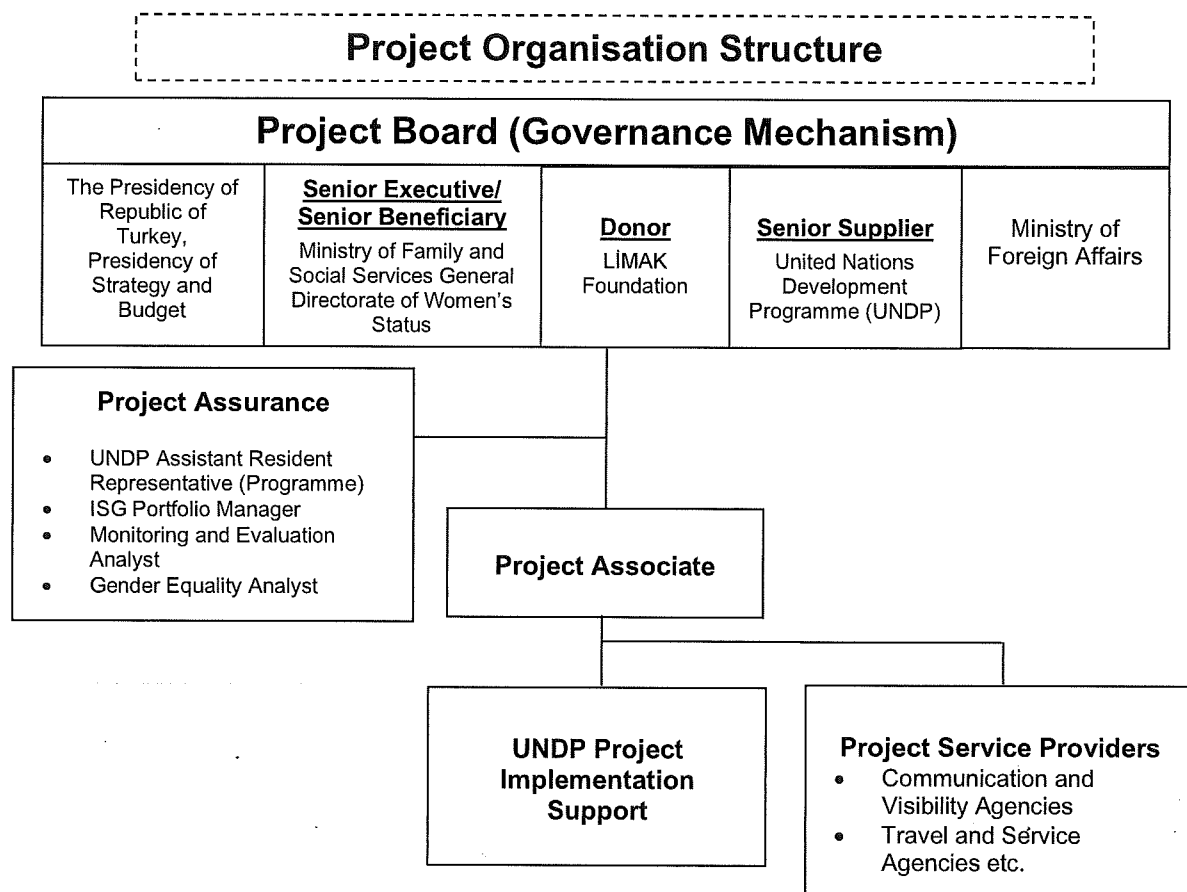 Project Organisation Structure
Project Board (Governance Mechanism)
The Presidency of
Republic of
Turkey,
Presidency of
Strategy and
Budget
Senior Executive/
Senior Beneficiary
Ministry of Family and
Social Services General
Directorate of Women's
Status
Donor
LİMAK
Foundation
Senior Supplier
United Nations
Development
Programme (UNDP)
Ministry of
Foreign Affairs
Project Assurance
• UNDP Assistant Resident
Representative (Programme)
• ISG Portfolio Manager
• Monitoring and Evaluation
Analyst
• Gender Equality Analyst
Project Associate
UNDP Project
Implementation
Support
Project Service Providers
• Communication and
Visibility Agencies
• Travel and Service
Agencies etc.